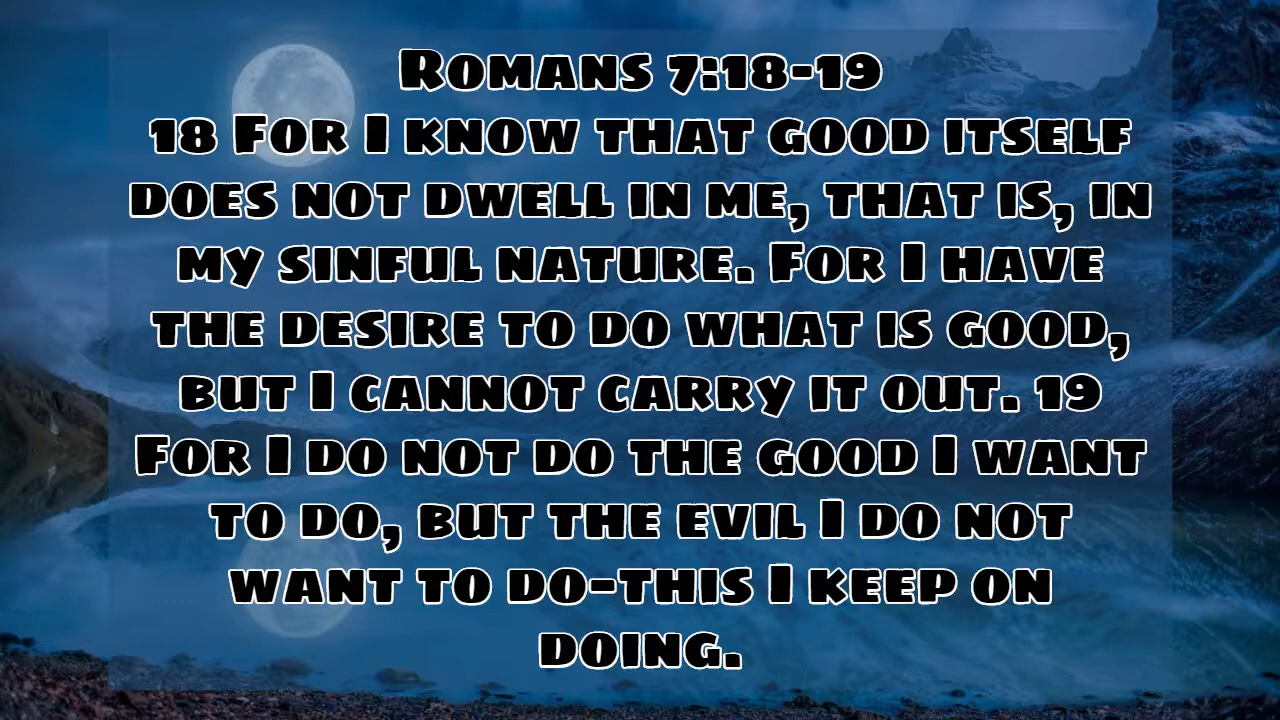 Romans 7:18-19
18 For I know that good itself
does not dwell in me, that is, in
my sinful nature. For I have
the desire to do what is good,
but I cannot carry it out. 19
For I do not do the good I want
to do, but the evil I do not
want to do-this I keep on
doing.